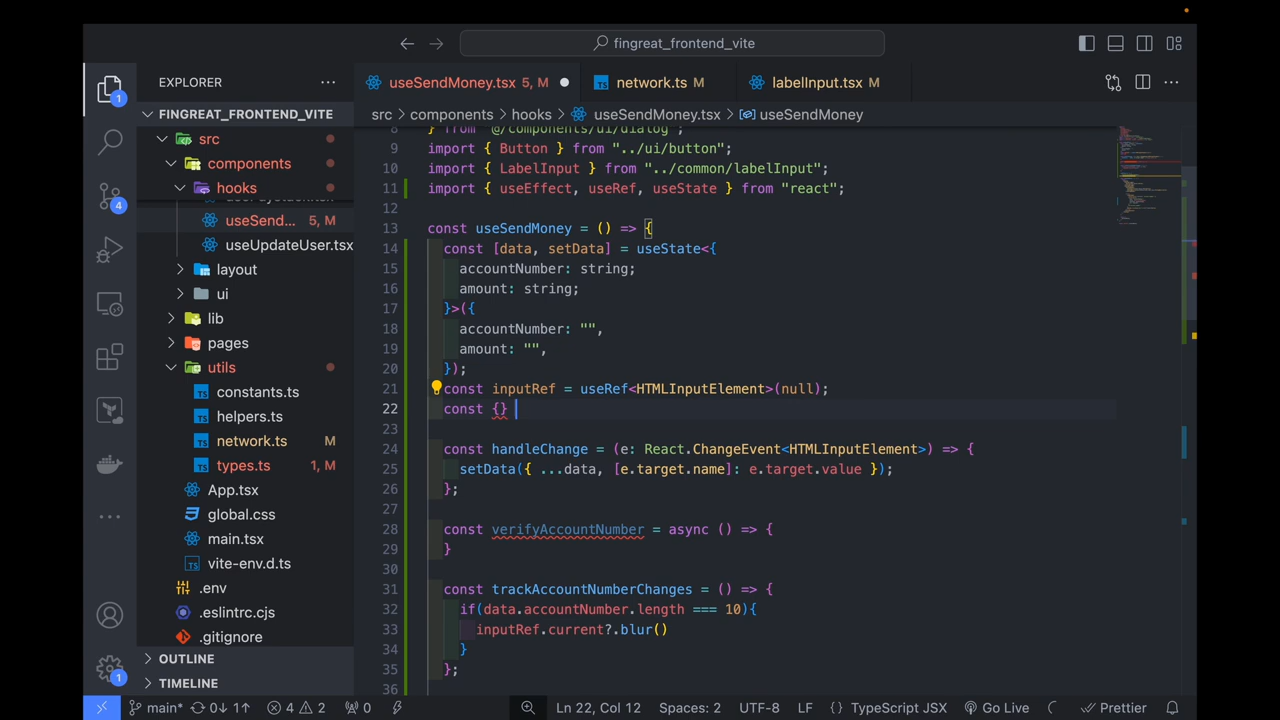 fingreat_frontend_vite
EXPLORER
useSendMoney.tsx 5, M
network.ts M
labelInput.tsx M
FINGREAT_FRONTEND_VITE
src > components > hooks > useSendMoney.tsx > useSendMoney
src
components
hooks
useSend... 5, M
useUpdateUser.tsx
layout
ui
lib
pages
utils
constants.ts
helpers.ts
network.ts M
types.ts 1, M
App.tsx
global.css
main.tsx
vite-env.d.ts
.env
.eslintrc.cjs
.gitignore
OUTLINE
TIMELINE
1
4
1
8 } from "@/components/ui/dialog";
9 import { Button } from "../ui/button";
10 import { LabelInput } from "../common/labelInput";
11 import { useEffect, useRef, useState } from "react";
12
13 const useSendMoney = () => {
14 const [data, setData] = useState<{
15 accountNumber: string;
16 amount: string;
17 }>({
18 accountNumber: "",
19 amount: "",
20 });
21 const inputRef = useRef<HTMLInputElement>(null);
22 const {}
23
24 const handleChange = (e: React.ChangeEvent<HTMLInputElement>) => {
25 setData({ ...data, [e.target.name]: e.target.value });
26 };
27
28 const verifyAccountNumber = async () => {
29 }
30
31 const trackAccountNumberChanges = () => {
32 if(data.accountNumber.length === 10){
33 inputRef.current?.blur()
34 }
35 };
36
main* 0↓ 1↑ 4 2 0
Ln 22, Col 12 Spaces: 2 UTF-8 LF {} TypeScript JSX Go Live Prettier